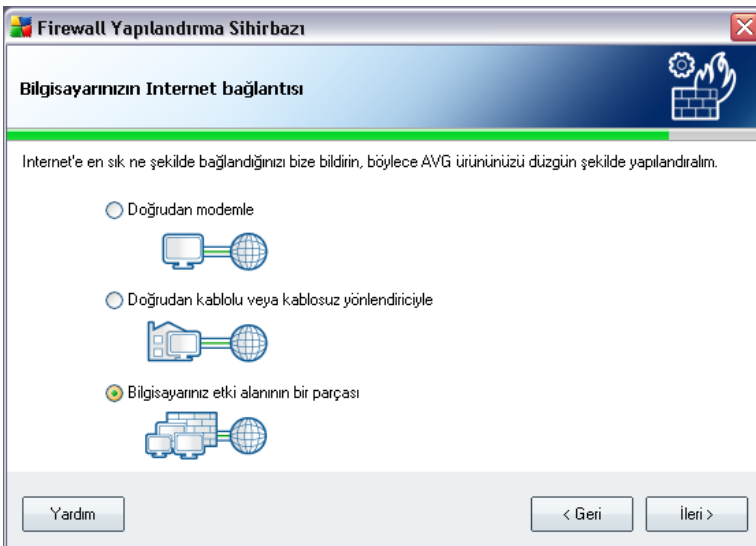 Firewall Yapılandırma Sihirbazı
Bilgisayarınızın Internet bağlantısı
Internet'e en sık ne şekilde bağlandığınızı bize bildirin, böylece AVG ürününüzü düzgün şekilde yapılandıralım.
Doğrudan modemle
Doğrudan kablolu veya kablosuz yönlendiriciyle
Bilgisayarınız etki alanının bir parçası
Yardım
< Geri
İleri >